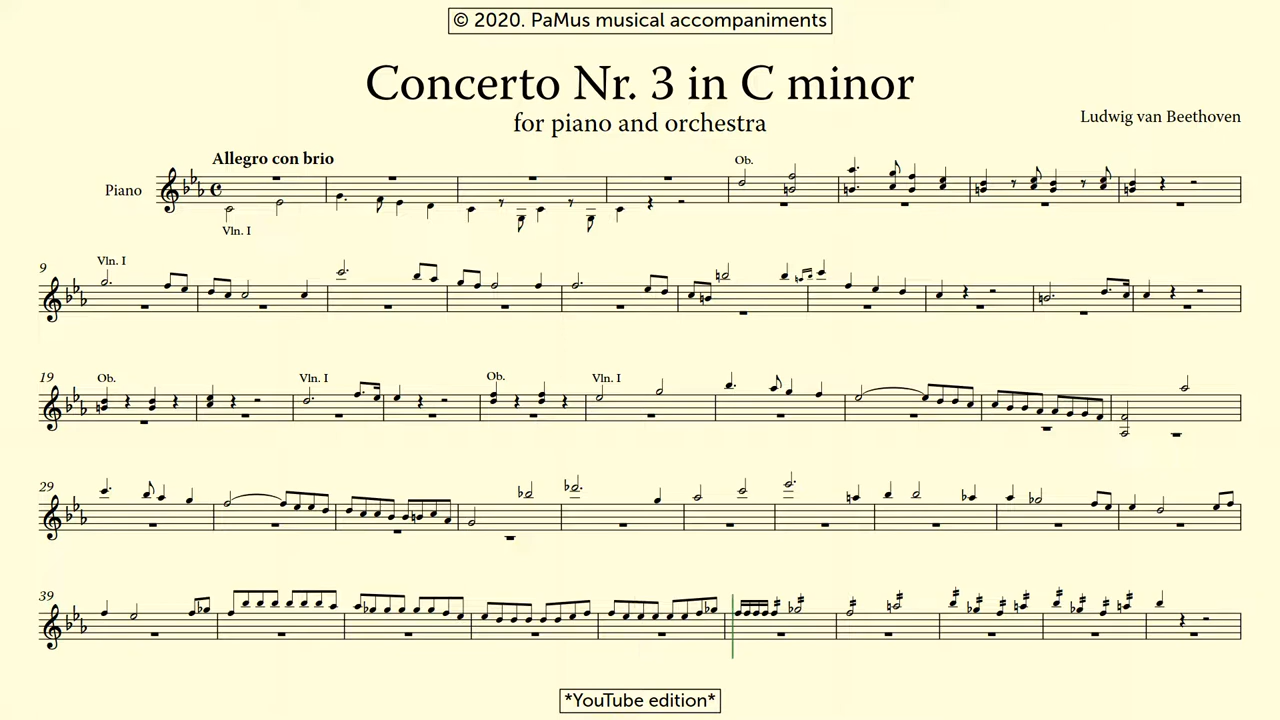 © 2020. PaMus musical accompaniments
Concerto Nr. 3 in C minor
for piano and orchestra
Ludwig van Beethoven
Allegro con brio
Piano
Vln. I
Ob.
9
Vln. I
19
Ob.
Vln. I
Ob.
Vln. I
29
39
*YouTube edition*